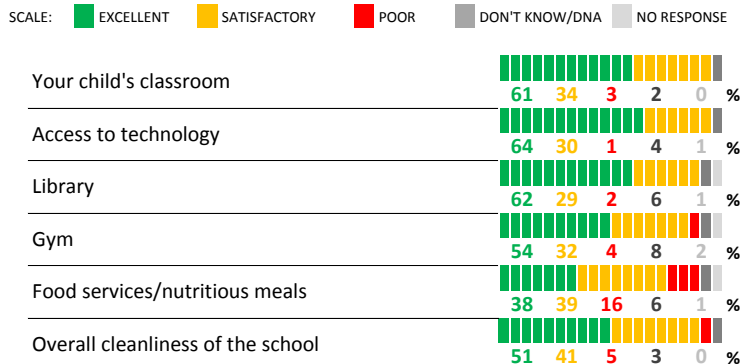 SCALE: EXCELLENT SATISFACTORY POOR DON'T KNOW/DNA NO RESPONSE
Your child's classroom
61 34 3 2 0 %
Access to technology
64 30 1 4 1 %
Library
62 29 2 6 1 %
Gym
54 32 4 8 2 %
Food services/nutritious meals
38 39 16 6 1 %
Overall cleanliness of the school
51 41 5 3 0 %